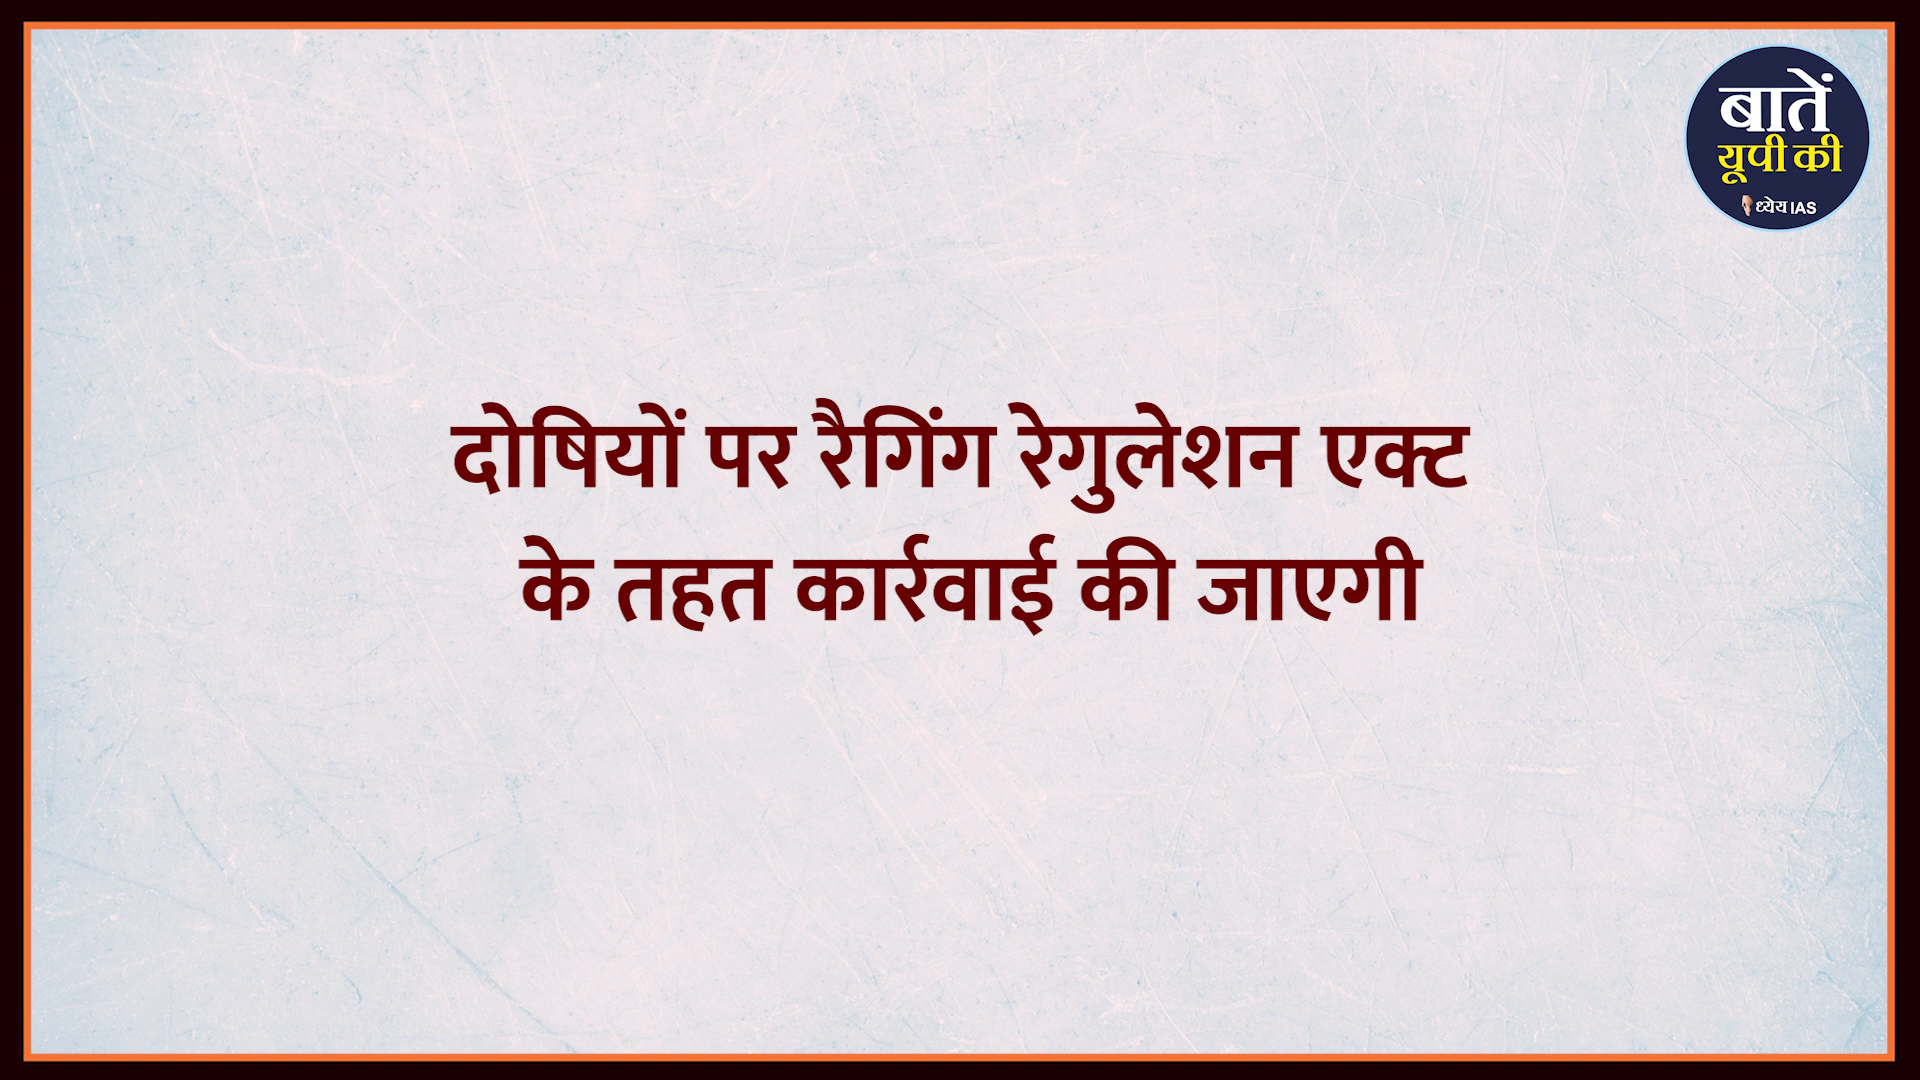 बातें
यूपी की
ध्येय IAS
दोषियों पर रैगिंग रेगुलेशन एक्ट
के तहत कार्रवाई की जाएगी